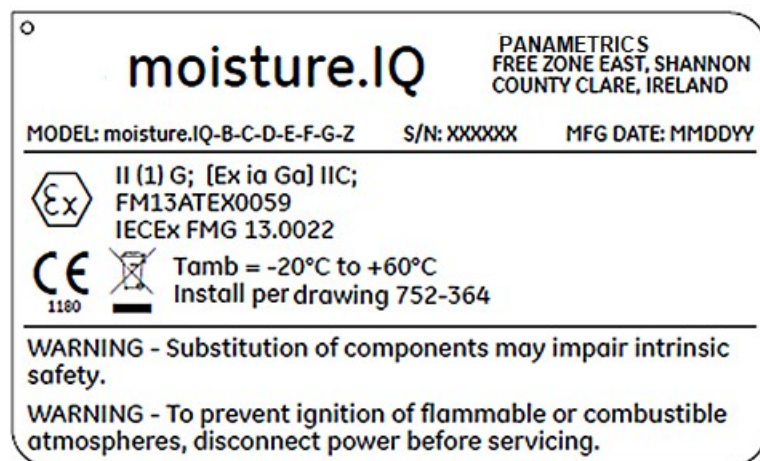 moisture.IQ
PANAMETRICS
FREE ZONE EAST, SHANNON
COUNTY CLARE, IRELAND
MODEL: moisture.IQ-B-C-D-E-F-G-Z S/N: XXXXXX MFG DATE: MMDDYY
II (1) G; [Ex ia Ga] IIC;
FM13ATEX0059
IECEx FMG 13.0022
Ex
CE
1180
Tamb = -20°C to +60°C
Install per drawing 752-364
WARNING - Substitution of components may impair intrinsic
safety.
WARNING - To prevent ignition of flammable or combustible
atmospheres, disconnect power before servicing.